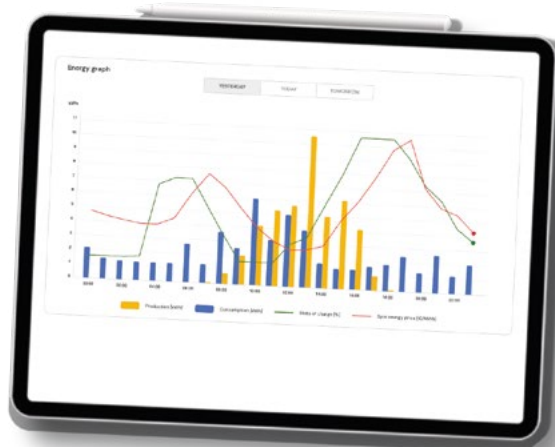 Energy graph
YESTERDAY TODAY TOMORROW
kWh
11
10
9
8
7
6
5
4
3
2
1
0
00:00 02:00 04:00 06:00 08:00 10:00 12:00 14:00 16:00 18:00 20:00 22:00
Production [kWh] Consumption [kWh] State of charge [%] Spot energy price [€/MWh]